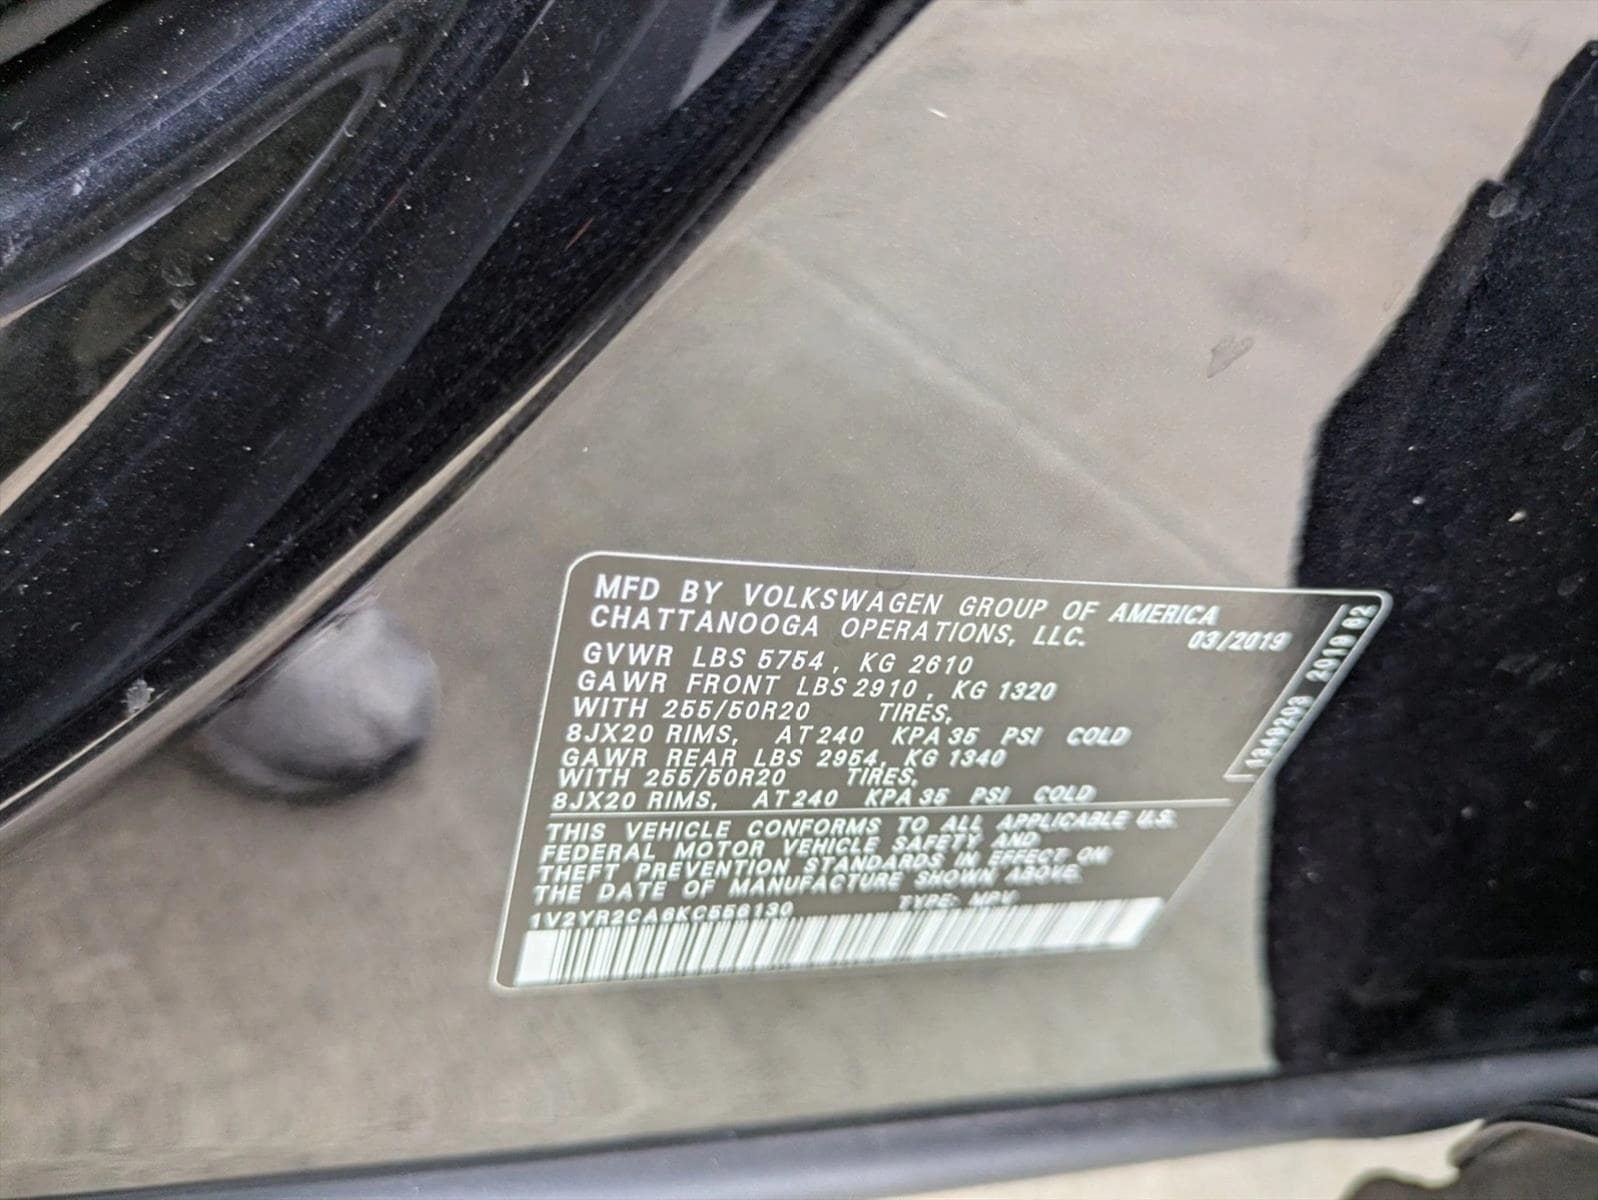 MFD BY VOLKSWAGEN GROUP OF AMERICA
CHATTANOOGA OPERATIONS, LLC.
03/2019
GVWR LBS 5754, KG 2610
GAWR FRONT LBS 2910, KG 1320
WITH 255/50R20 TIRES,
8JX20 RIMS, AT 240 KPA 35 PSI COLD
GAWR REAR LBS 2954, KG 1340
WITH 255/50R20 TIRES,
8JX20 RIMS, AT 240 KPA 35 PSI COLD
THIS VEHICLE CONFORMS TO ALL APPLICABLE U.S.
FEDERAL MOTOR VEHICLE SAFETY AND
THEFT PREVENTION STANDARDS IN EFFECT ON
THE DATE OF MANUFACTURE SHOWN ABOVE.
1V2YR2CA6KC556130 TYPE: MPV
2919 62